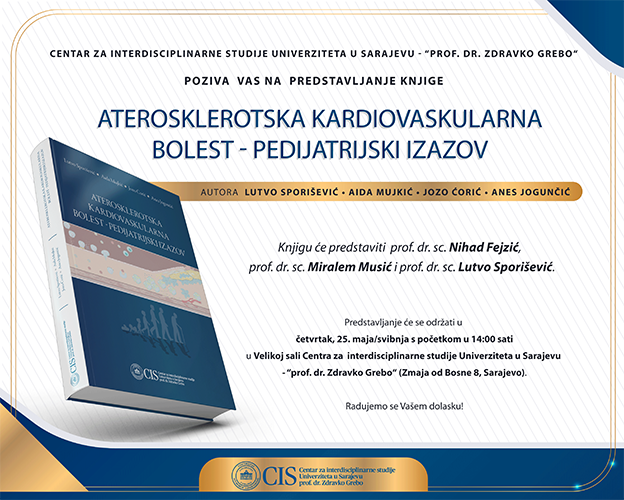 CENTAR ZA INTERDISCIPLINARNE STUDIJE UNIVERZITETA U SARAJEVU - "PROF. DR. ZDRAVKO GREBO"
POZIVA VAS NA PREDSTAVLJANJE KNJIGE
ATEROSKLEROTSKA KARDIOVASKULARNA
BOLEST - PEDIJATRIJSKI IZAZOV
AUTORA LUTVO SPORIŠEVIĆ • AIDA MUJKIĆ • JOZO ĆORIĆ • ANES JOGUNČIĆ
Knjigu će predstaviti prof. dr. sc. Nihad Fejzić,
prof. dr. sc. Miralem Musić i prof. dr. sc. Lutvo Sporišević.
Predstavljanje će se održati u
četvrtak, 25. maja/svibnja s početkom u 14:00 sati
u Velikoj sali Centra za interdisciplinarne studije Univerziteta u Sarajevu
-"prof. dr. Zdravko Grebo" (Zmaja od Bosne 8, Sarajevo).
Radujemo se Vašem dolasku!
ATEROSKLEROTSKA
KARDIOVASKULARNA
BOLEST - PEDIJATRIJSKI IZAZOV
CIS
CIS
Centar za interdisciplinarne studije
Univerziteta u Sarajevu
prof. dr. Zdravko Grebo